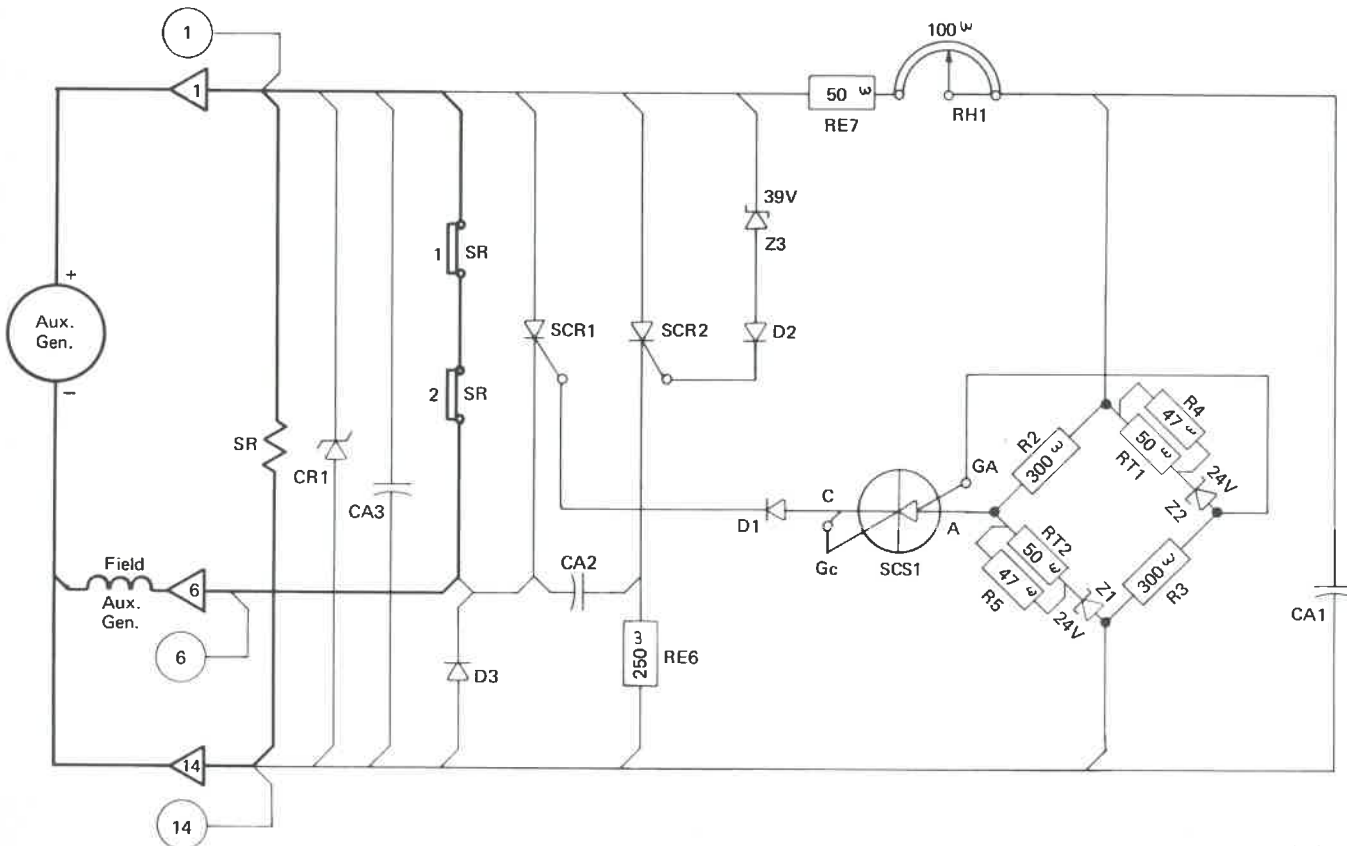 1
100 ω
1
50 ω
RE7
RH1
39V
Z3
+
1 SR
SCR1
SCR2
D2
Aux.
Gen.
−
2 SR
SR
CR1
CA3
R2
300 ω
R4
47 ω
50 ω
RT1
24V
Z2
GA
C
A
D1
Gc
SCS1
RT2
50 ω
47 ω
R5
Z1
24V
300 ω
R3
CA1
CA2
Field
Aux.
Gen.
6
6
250 ω
RE6
D3
14
14